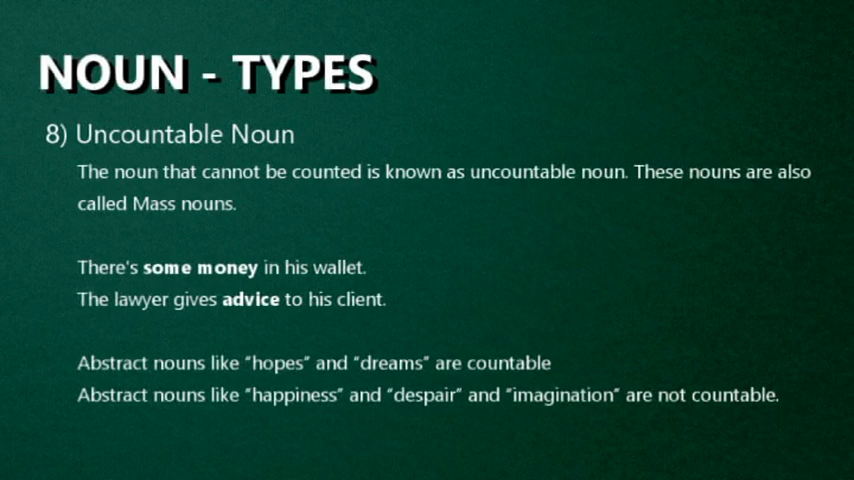 NOUN - TYPES
8) Uncountable Noun
The noun that cannot be counted is known as uncountable noun. These nouns are also
called Mass nouns.
There's some money in his wallet.
The lawyer gives advice to his client.
Abstract nouns like "hopes" and "dreams" are countable
Abstract nouns like "happiness" and "despair" and "imagination" are not countable.